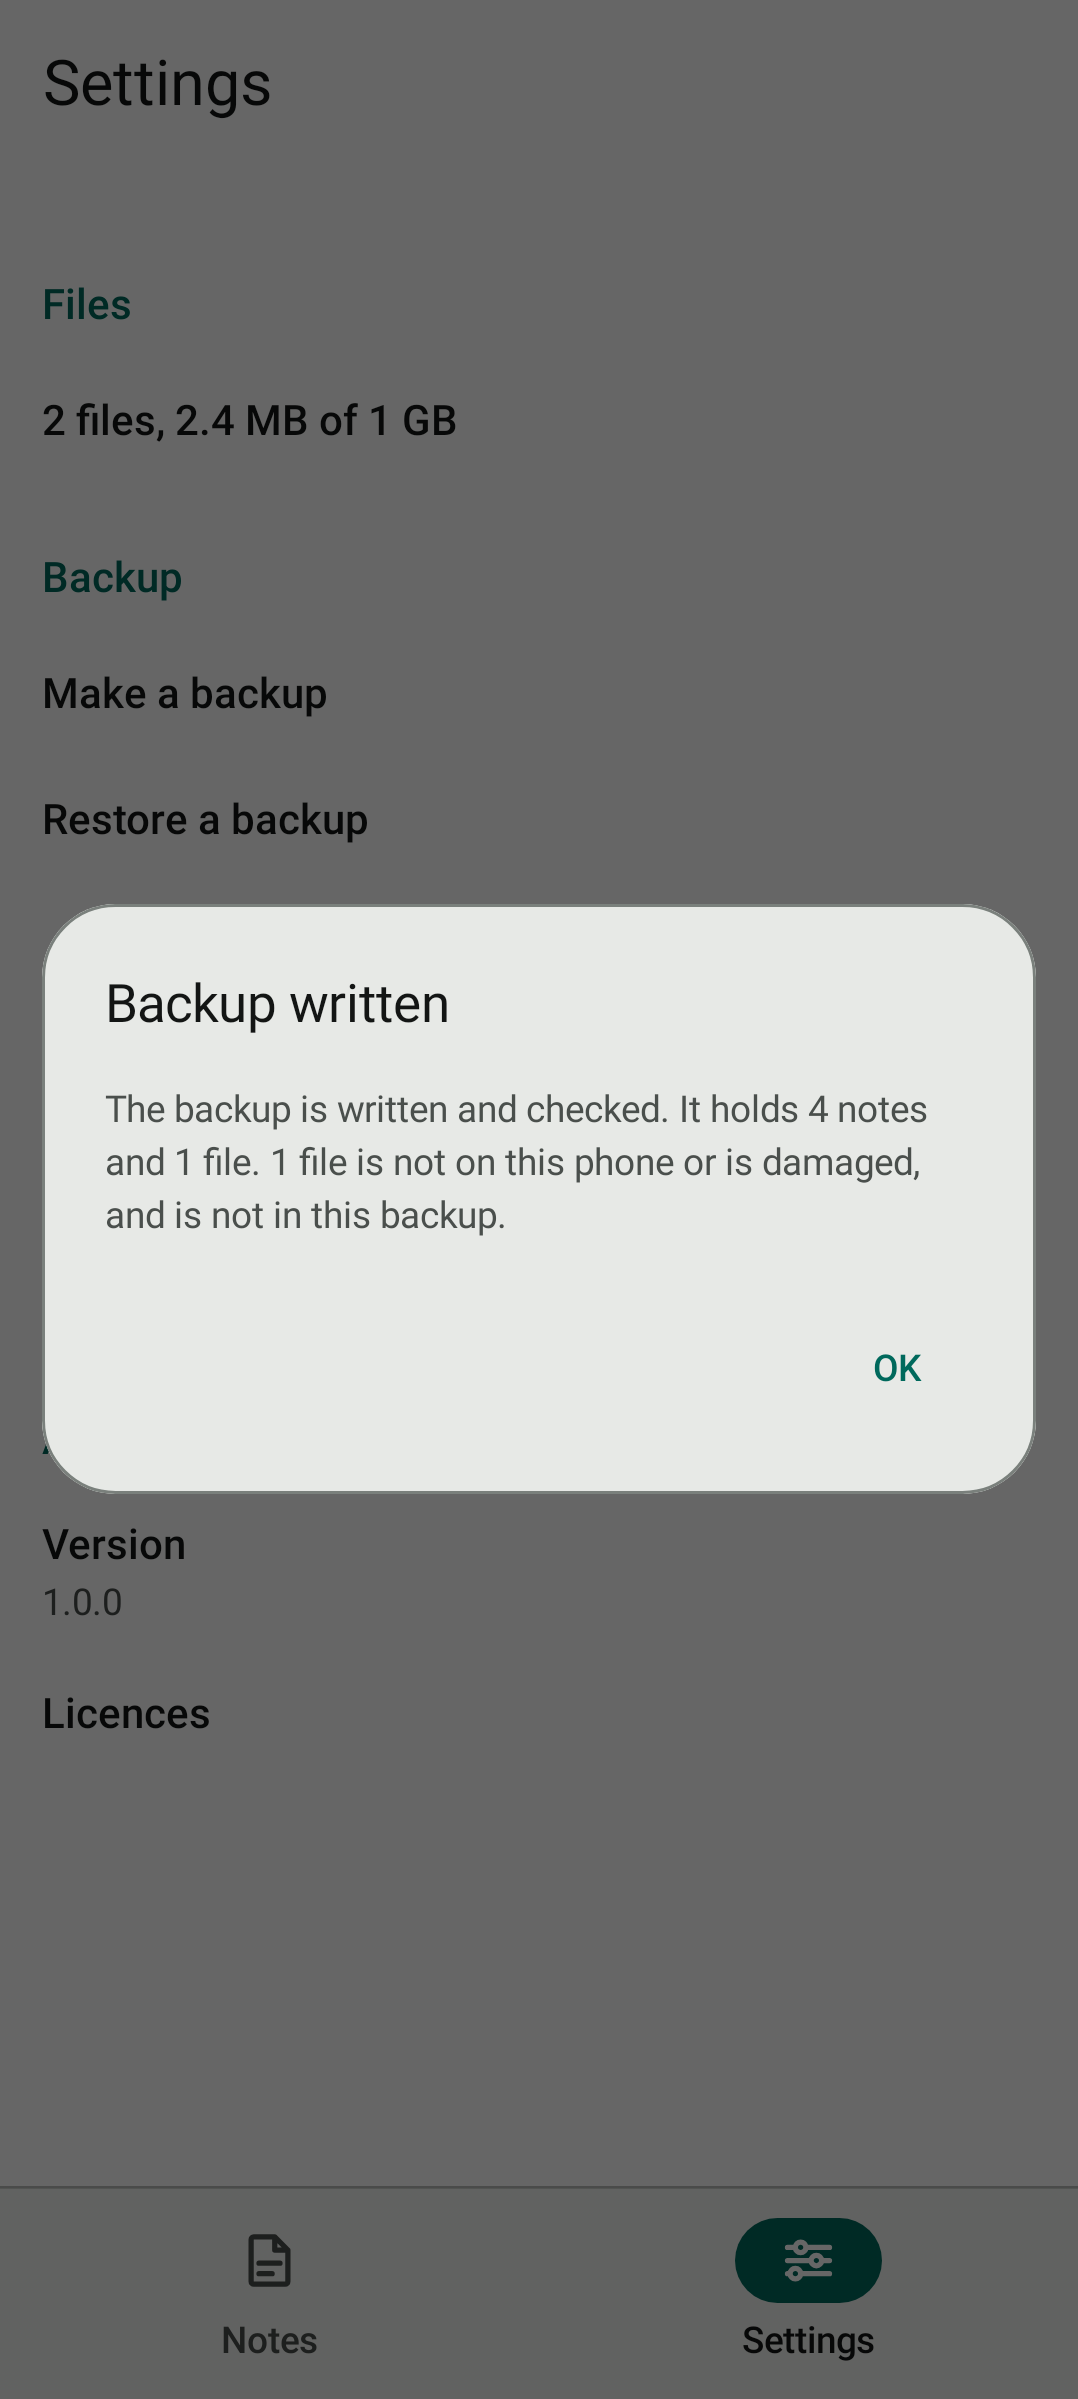 Settings
Files
2 files, 2.4 MB of 1 GB
Backup
Make a backup
Restore a backup
Backup written
The backup is written and checked. It holds 4 notes
and 1 file. 1 file is not on this phone or is damaged,
and is not in this backup.
OK
Version
1.0.0
Licences
Notes
Settings